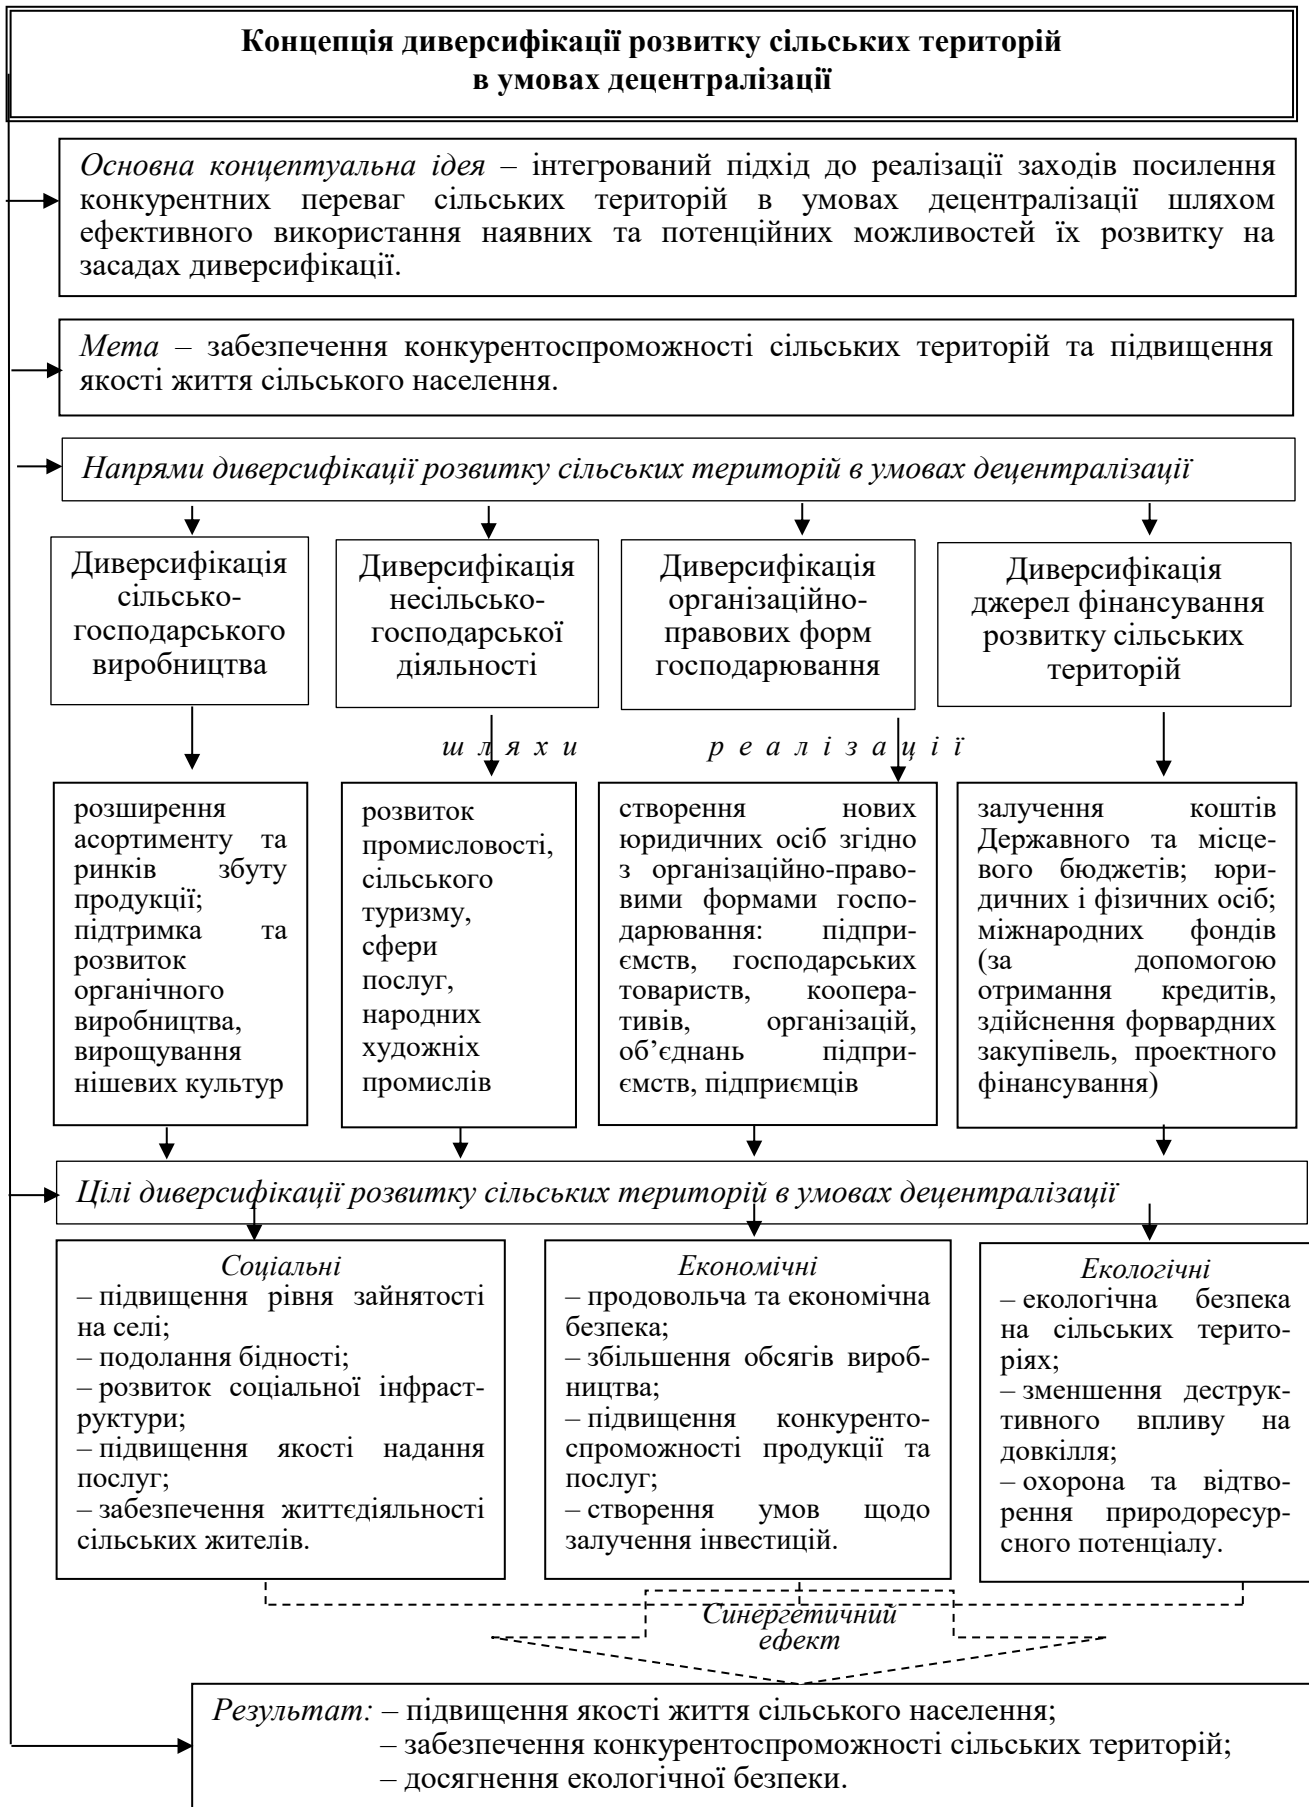 Концепція диверсифікації розвитку сільських територій
в умовах децентралізації
Основна концептуальна ідея – інтегрований підхід до реалізації заходів посилення
конкурентних переваг сільських територій в умовах децентралізації шляхом
ефективного використання наявних та потенційних можливостей їх розвитку на
засадах диверсифікації.
Мета – забезпечення конкурентоспроможності сільських територій та підвищення
якості життя сільського населення.
Напрями диверсифікації розвитку сільських територій в умовах децентралізації
Диверсифікація
сільсько-
господарського
виробництва
Диверсифікація
несільсько-
господарської
діяльності
Диверсифікація
організаційно-
правових форм
господарювання
Диверсифікація
джерел фінансування
розвитку сільських
територій
ш л я х и р е а л і з а ц і ї
розширення
асортименту та
ринків збуту
продукції;
підтримка та
розвиток
органічного
виробництва,
вирощування
нішевих культур
розвиток
промисловості,
сільського
туризму,
сфери
послуг,
народних
художніх
промислів
створення нових
юридичних осіб згідно
з організаційно-право-
вими формами госпо-
дарювання: підпри-
ємств, господарських
товариств, коопера-
тивів, організацій,
об’єднань підпри-
ємств, підприємців
залучення коштів
Державного та місце-
вого бюджетів; юри-
дичних і фізичних осіб;
міжнародних фондів
(за допомогою
отримання кредитів,
здійснення форвардних
закупівель, проектного
фінансування)
Цілі диверсифікації розвитку сільських територій в умовах децентралізації
Соціальні
– підвищення рівня зайнятості
на селі;
– подолання бідності;
– розвиток соціальної інфраст-
руктури;
– підвищення якості надання
послуг;
– забезпечення життєдіяльності
сільських жителів.
Економічні
– продовольча та економічна
безпека;
– збільшення обсягів вироб-
ництва;
– підвищення конкуренто-
спроможності продукції та
послуг;
– створення умов щодо
залучення інвестицій.
Екологічні
– екологічна безпека
на сільських терито-
ріях;
– зменшення деструк-
тивного впливу на
довкілля;
– охорона та відтво-
рення природоресур-
сного потенціалу.
Синергетичний
ефект
Результат: – підвищення якості життя сільського населення;
– забезпечення конкурентоспроможності сільських територій;
– досягнення екологічної безпеки.